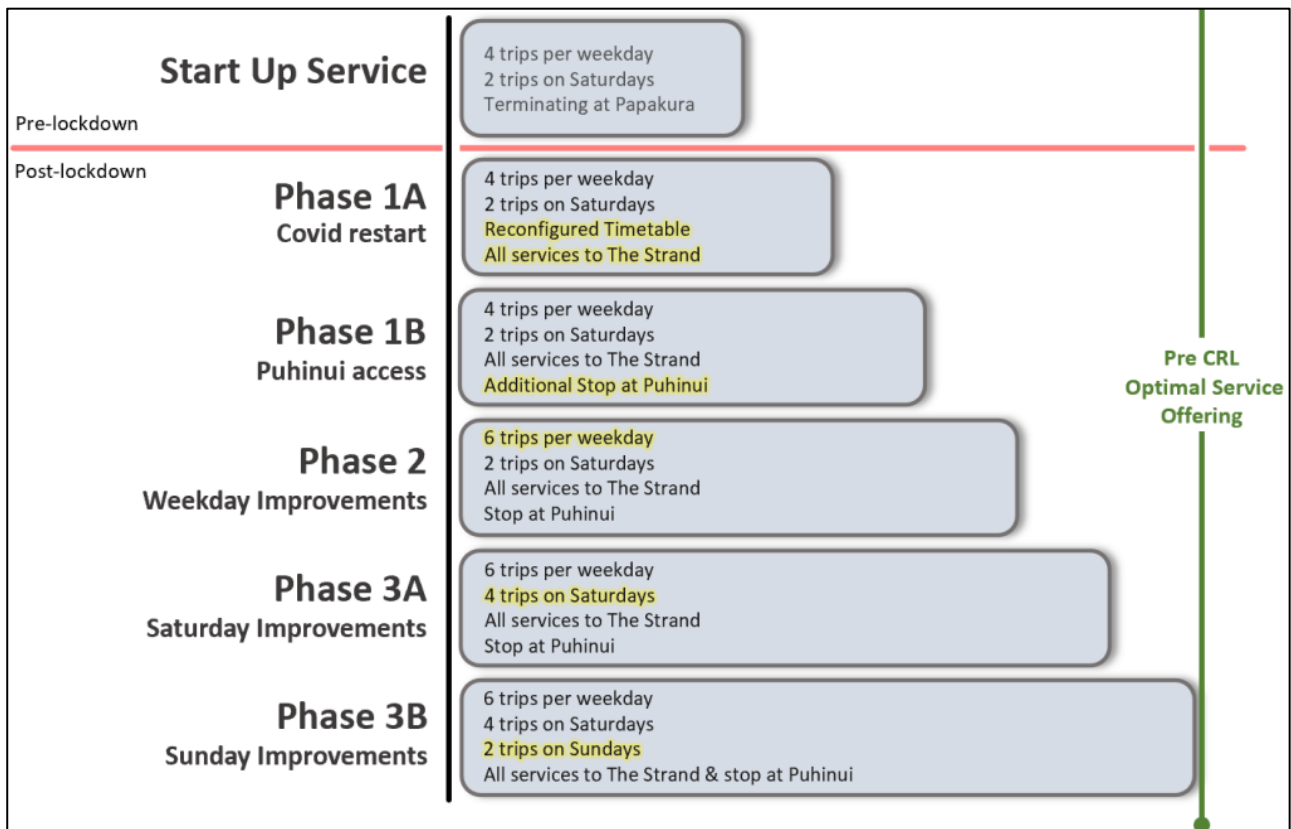 Start Up Service
4 trips per weekday
2 trips on Saturdays
Terminating at Papakura
Pre-lockdown
Post-lockdown
Phase 1A
Covid restart
4 trips per weekday
2 trips on Saturdays
Reconfigured Timetable
All services to The Strand
Phase 1B
Puhinui access
4 trips per weekday
2 trips on Saturdays
All services to The Strand
Additional Stop at Puhinui
Pre CRL
Optimal Service
Offering
Phase 2
Weekday Improvements
6 trips per weekday
2 trips on Saturdays
All services to The Strand
Stop at Puhinui
Phase 3A
Saturday Improvements
6 trips per weekday
4 trips on Saturdays
All services to The Strand
Stop at Puhinui
Phase 3B
Sunday Improvements
6 trips per weekday
4 trips on Saturdays
2 trips on Sundays
All services to The Strand & stop at Puhinui